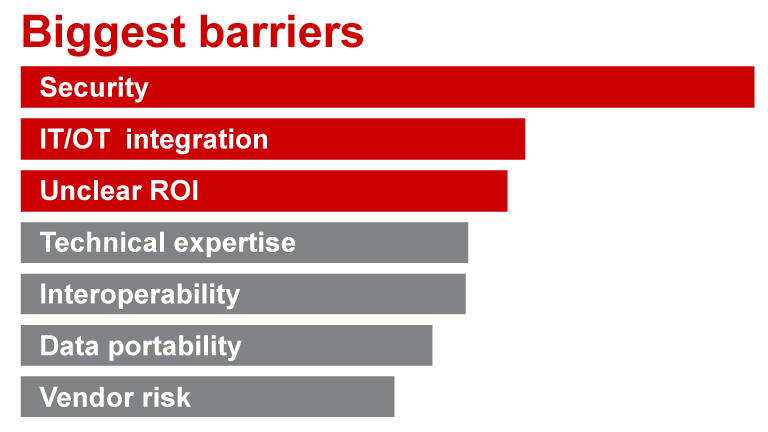 Biggest barriers
Security
IT/OT integration
Unclear ROI
Technical expertise
Interoperability
Data portability
Vendor risk